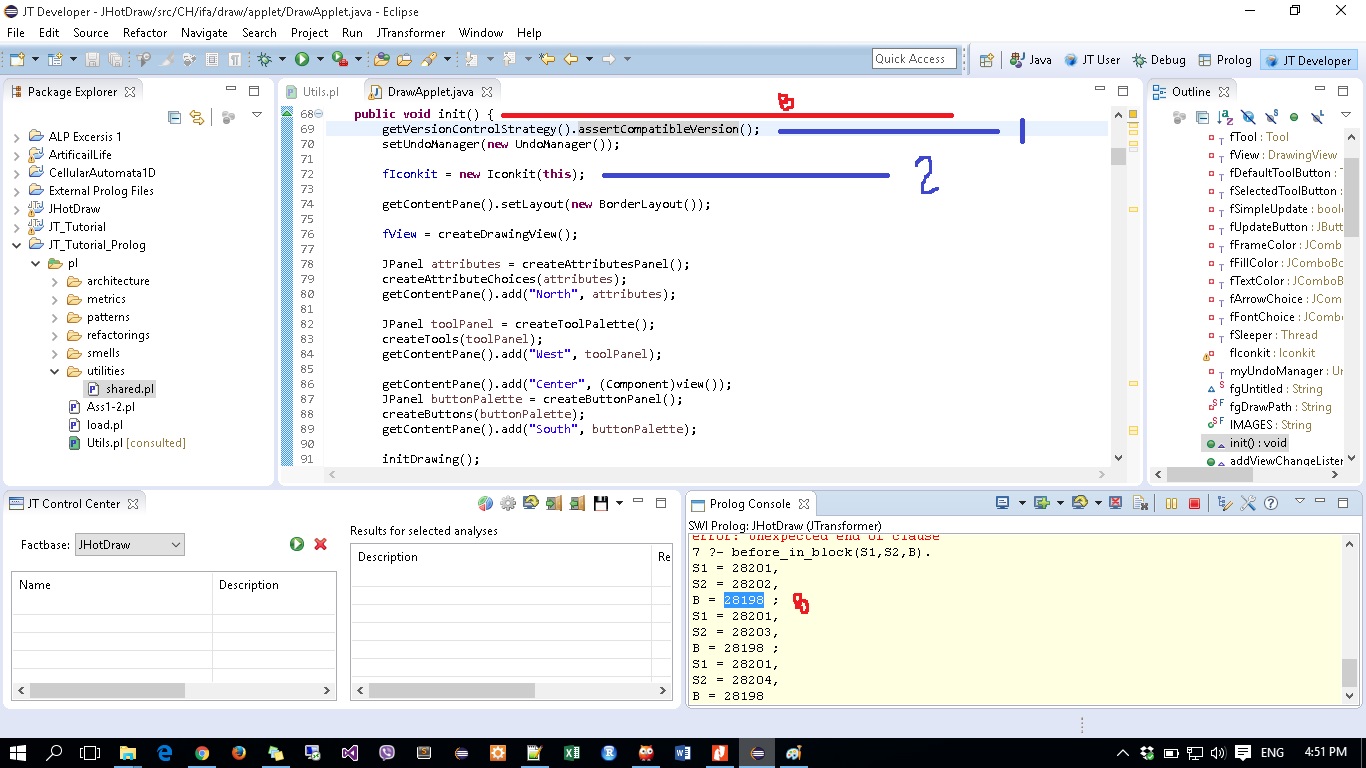 JT Developer - JHotDraw/src/CH/ifa/draw/applet/DrawApplet.java - Eclipse
File Edit Source Refactor Navigate Search Project Run JTransformer Window Help
Quick Access
Java JT User Debug Prolog JT Developer
Package Explorer
ALP Excersis 1
ArtificailLife
CellularAutomata1D
External Prolog Files
JHotDraw
JT_Tutorial
JT_Tutorial_Prolog
pl
architecture
metrics
patterns
refactorings
smells
utilities
shared.pl
Ass1-2.pl
load.pl
Utils.pl [consulted]
Utils.pl DrawApplet.java
68 public void init() {
69 getVersionControlStrategy().assertCompatibleVersion(); 1
70 setUndoManager(new UndoManager());
71
72 fIconkit = new Iconkit(this); 2
73
74 getContentPane().setLayout(new BorderLayout());
75
76 fView = createDrawingView();
77
78 JPanel attributes = createAttributesPanel();
79 createAttributeChoices(attributes);
80 getContentPane().add("North", attributes);
81
82 JPanel toolPanel = createToolPalette();
83 createTools(toolPanel);
84 getContentPane().add("West", toolPanel);
85
86 getContentPane().add("Center", (Component)view());
87 JPanel buttonPalette = createButtonPanel();
88 createButtons(buttonPalette);
89 getContentPane().add("South", buttonPalette);
90
91 initDrawing();
Outline
fTool : Tool
fView : DrawingView
fDefaultToolButton : T
fSelectedToolButton :
fSimpleUpdate : boole
fUpdateButton : JButt
fFrameColor : JComb
fFillColor : JComboBo
fTextColor : JComboB
fArrowChoice : JCom
fFontChoice : JCombo
fSleeper : Thread
fIconkit : Iconkit
myUndoManager : Un
fgUntitled : String
fgDrawPath : String
IMAGES : String
init() : void
addViewChangeListen
JT Control Center
Factbase: JHotDraw
Name Description
Results for selected analyses
Description Re
Prolog Console
SWI Prolog: JHotDraw (JTransformer)
error: unexpected end of clause
7 ?- before_in_block(S1,S2,B).
S1 = 28201,
S2 = 28202,
B = 28198 ;
S1 = 28201,
S2 = 28203,
B = 28198 ;
S1 = 28201,
S2 = 28204,
B = 28198
ENG 4:51 PM